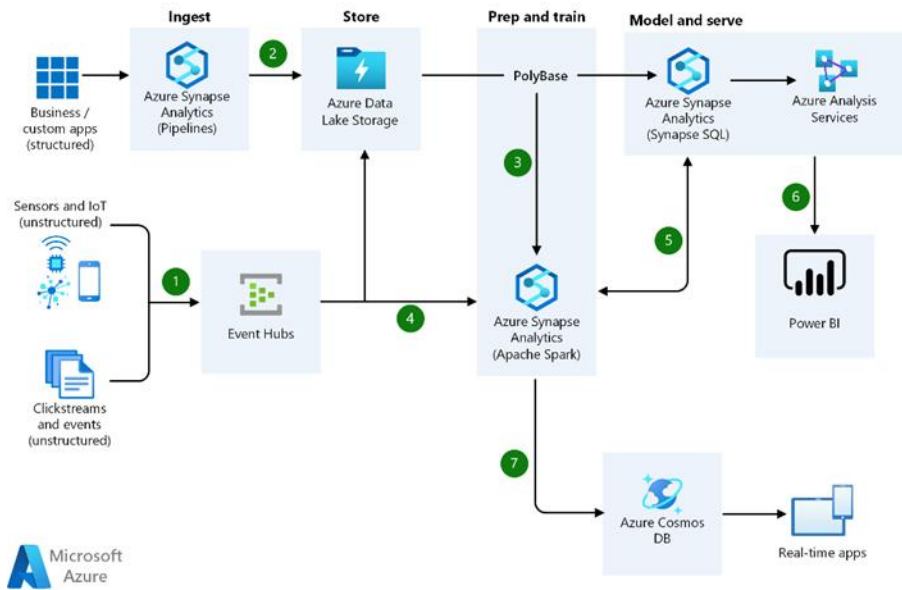 Ingest
Store
Prep and train
Model and serve
2
Business /
custom apps
(structured)
Azure Synapse
Analytics
(Pipelines)
Azure Data
Lake Storage
PolyBase
Azure Synapse
Analytics
(Synapse SQL)
Azure Analysis
Services
3
Sensors and IoT
(unstructured)
6
5
1
Event Hubs
4
Azure Synapse
Analytics
(Apache Spark)
Power BI
Clickstreams
and events
(unstructured)
7
Azure Cosmos
DB
Real-time apps
Microsoft
Azure